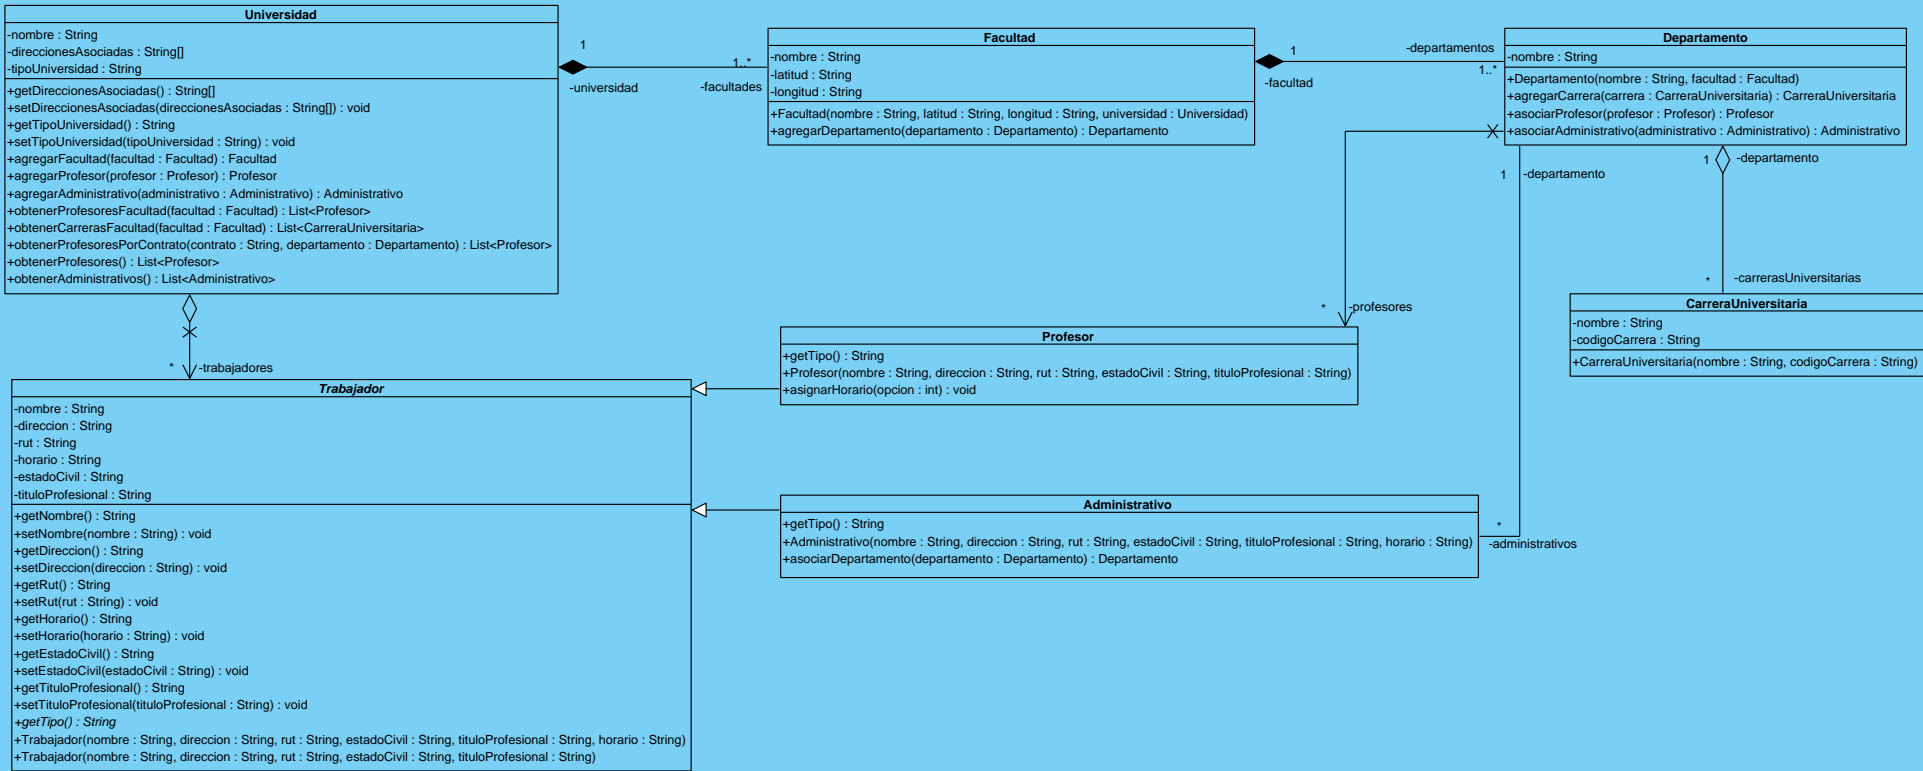 Universidad
-nombre : String
-direccionesAsociadas : String[]
-tipoUniversidad : String
+getDireccionesAsociadas() : String[]
+setDireccionesAsociadas(direccionesAsociadas : String[]) : void
+getTipoUniversidad() : String
+setTipoUniversidad(tipoUniversidad : String) : void
+agregarFacultad(facultad : Facultad) : Facultad
+agregarProfesor(profesor : Profesor) : Profesor
+agregarAdministrativo(administrativo : Administrativo) : Administrativo
+obtenerProfesoresFacultad(facultad : Facultad) : List<Profesor>
+obtenerCarrerasFacultad(facultad : Facultad) : List<CarreraUniversitaria>
+obtenerProfesoresPorContrato(contrato : String, departamento : Departamento) : List<Profesor>
+obtenerProfesores() : List<Profesor>
+obtenerAdministrativos() : List<Administrativo>
1
-universidad
1..*
-facultades
Facultad
-nombre : String
-latitud : String
-longitud : String
+Facultad(nombre : String, latitud : String, longitud : String, universidad : Universidad)
+agregarDepartamento(departamento : Departamento) : Departamento
1
-facultad
-departamentos
1..*
Departamento
-nombre : String
+Departamento(nombre : String, facultad : Facultad)
+agregarCarrera(carrera : CarreraUniversitaria) : CarreraUniversitaria
+asociarProfesor(profesor : Profesor) : Profesor
+asociarAdministrativo(administrativo : Administrativo) : Administrativo
1
-departamento
1
-departamento
*
-carrerasUniversitarias
CarreraUniversitaria
-nombre : String
-codigoCarrera : String
+CarreraUniversitaria(nombre : String, codigoCarrera : String)
*
-profesores
Profesor
+getTipo() : String
+Profesor(nombre : String, direccion : String, rut : String, estadoCivil : String, tituloProfesional : String)
+asignarHorario(opcion : int) : void
*
-trabajadores
Trabajador
-nombre : String
-direccion : String
-rut : String
-horario : String
-estadoCivil : String
-tituloProfesional : String
+getNombre() : String
+setNombre(nombre : String) : void
+getDireccion() : String
+setDireccion(direccion : String) : void
+getRut() : String
+setRut(rut : String) : void
+getHorario() : String
+setHorario(horario : String) : void
+getEstadoCivil() : String
+setEstadoCivil(estadoCivil : String) : void
+getTituloProfesional() : String
+setTituloProfesional(tituloProfesional : String) : void
+getTipo() : String
+Trabajador(nombre : String, direccion : String, rut : String, estadoCivil : String, tituloProfesional : String, horario : String)
+Trabajador(nombre : String, direccion : String, rut : String, estadoCivil : String, tituloProfesional : String)
Administrativo
+getTipo() : String
+Administrativo(nombre : String, direccion : String, rut : String, estadoCivil : String, tituloProfesional : String, horario : String)
+asociarDepartamento(departamento : Departamento) : Departamento
*
-administrativos